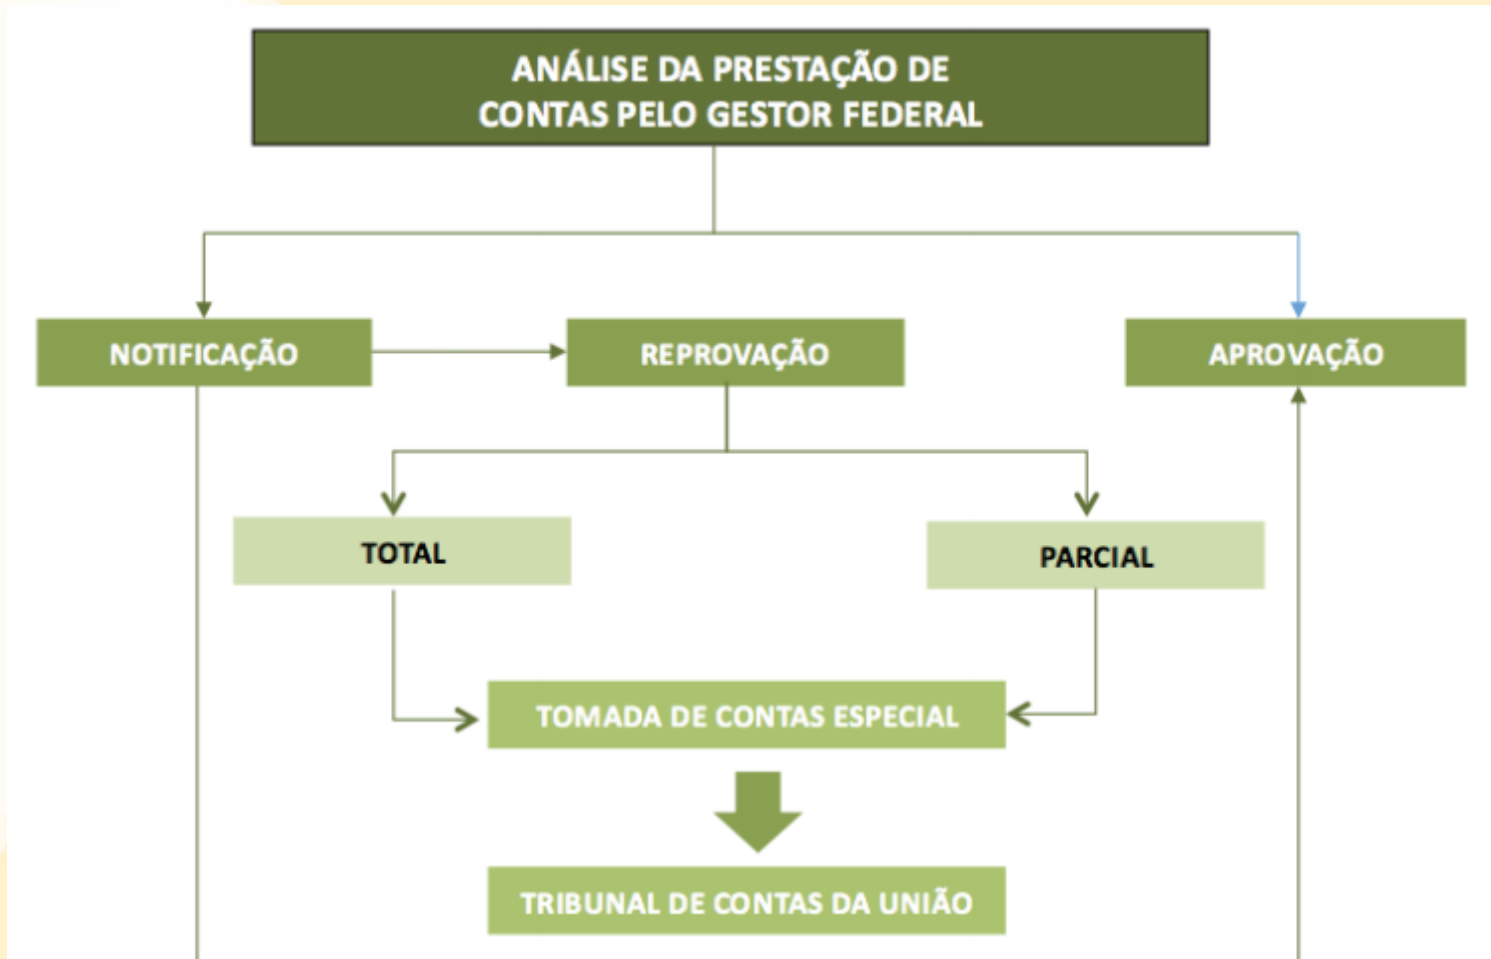 ANÁLISE DA PRESTAÇÃO DE
CONTAS PELO GESTOR FEDERAL
NOTIFICAÇÃO
REPROVAÇÃO
APROVAÇÃO
TOTAL
PARCIAL
TOMADA DE CONTAS ESPECIAL
TRIBUNAL DE CONTAS DA UNIÃO